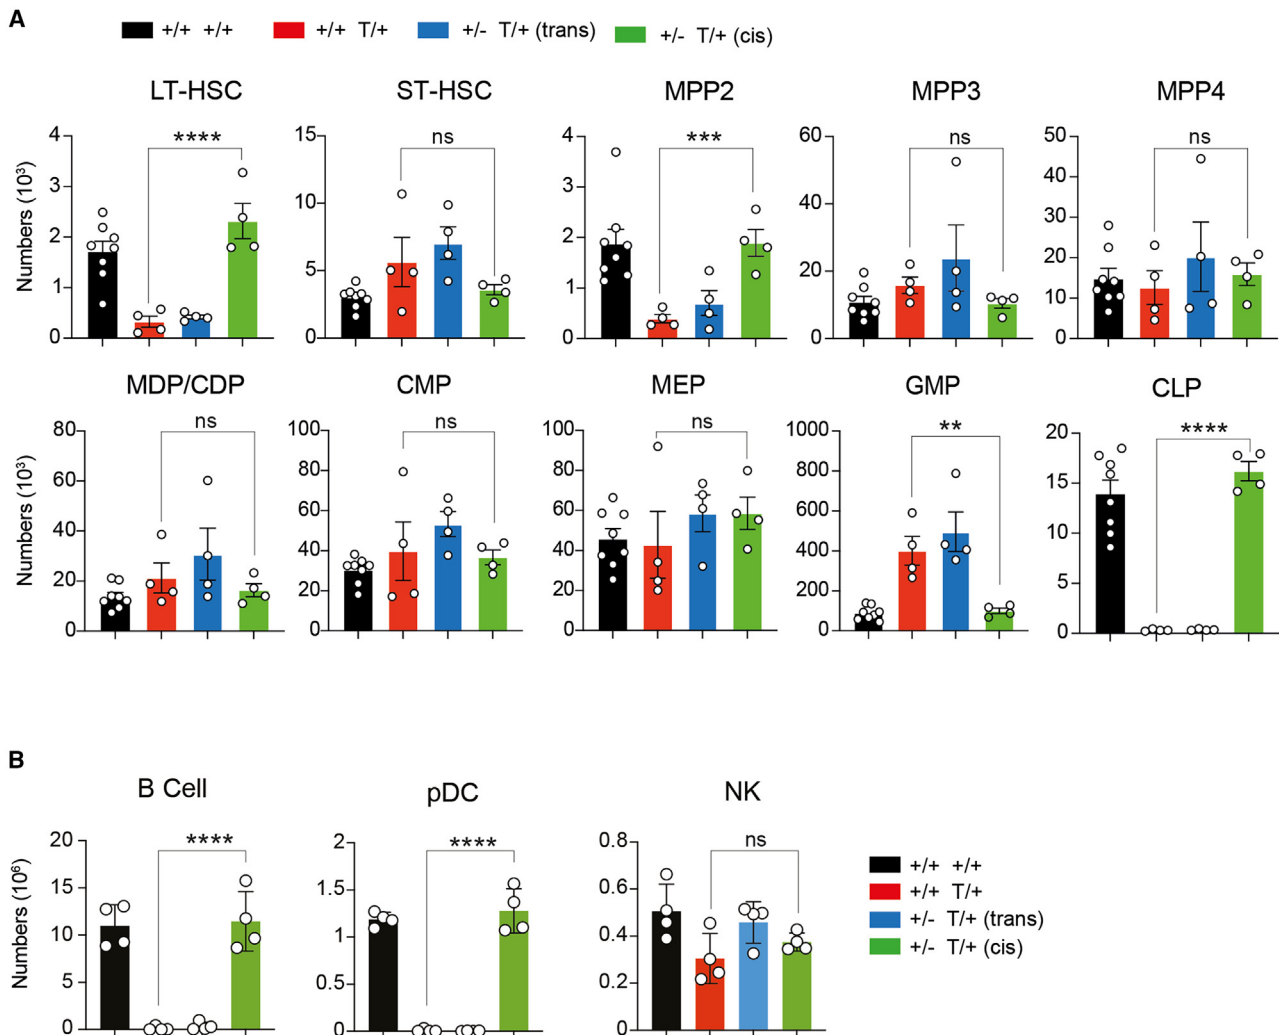 A
+/+ +/+
+/+ T/+
+/- T/+ (trans)
+/- T/+ (cis)
LT-HSC
ST-HSC
MPP2
MPP3
MPP4
Numbers (10³)
4
3
2
1
0
****
15
10
5
0
ns
4
3
2
1
0
***
60
40
20
0
ns
50
40
30
20
10
0
ns
MDP/CDP
CMP
MEP
GMP
CLP
Numbers (10³)
80
60
40
20
0
ns
100
80
60
40
20
0
ns
100
80
60
40
20
0
ns
1000
800
600
400
200
0
**
20
15
10
5
0
****
B
B Cell
pDC
NK
Numbers (10⁶)
20
15
10
5
0
****
2
1.5
1
0.5
0
****
0.8
0.6
0.4
0.2
0
ns
+/+ +/+
+/+ T/+
+/- T/+ (trans)
+/- T/+ (cis)